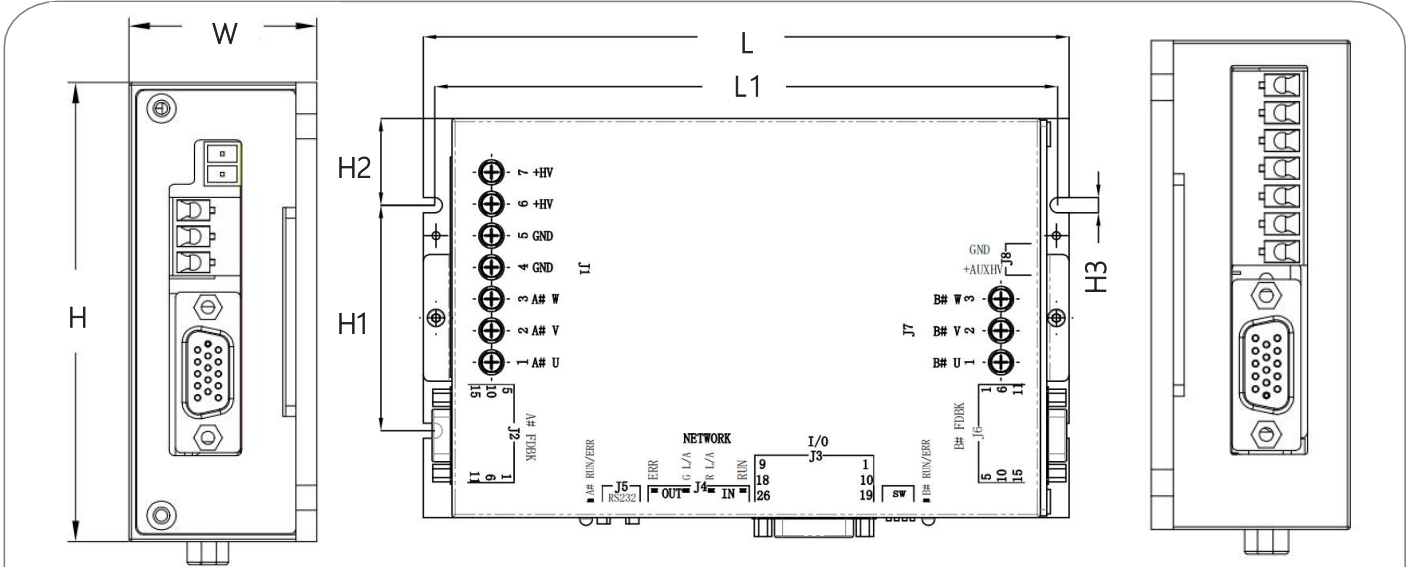 W
H
L
L1
H2
H1
H3
7 +HV
6 +HV
5 GND
4 GND
3 A# W
2 A# V
1 A# U
J1
GND
+AUXHV
J8
B# W 3
B# V 2
B# U 1
J7
15 10 5
J2
A# FDBK
11 6 1
1 6 11
B# FDBK
J6
5 10 15
A# RUN/ERR
J5
RS232
NETWORK
ERR
G L/A
R L/A
RUN
OUT J4 IN
I/O
J3
9 1
18 10
26 19
SW
B# RUN/ERR